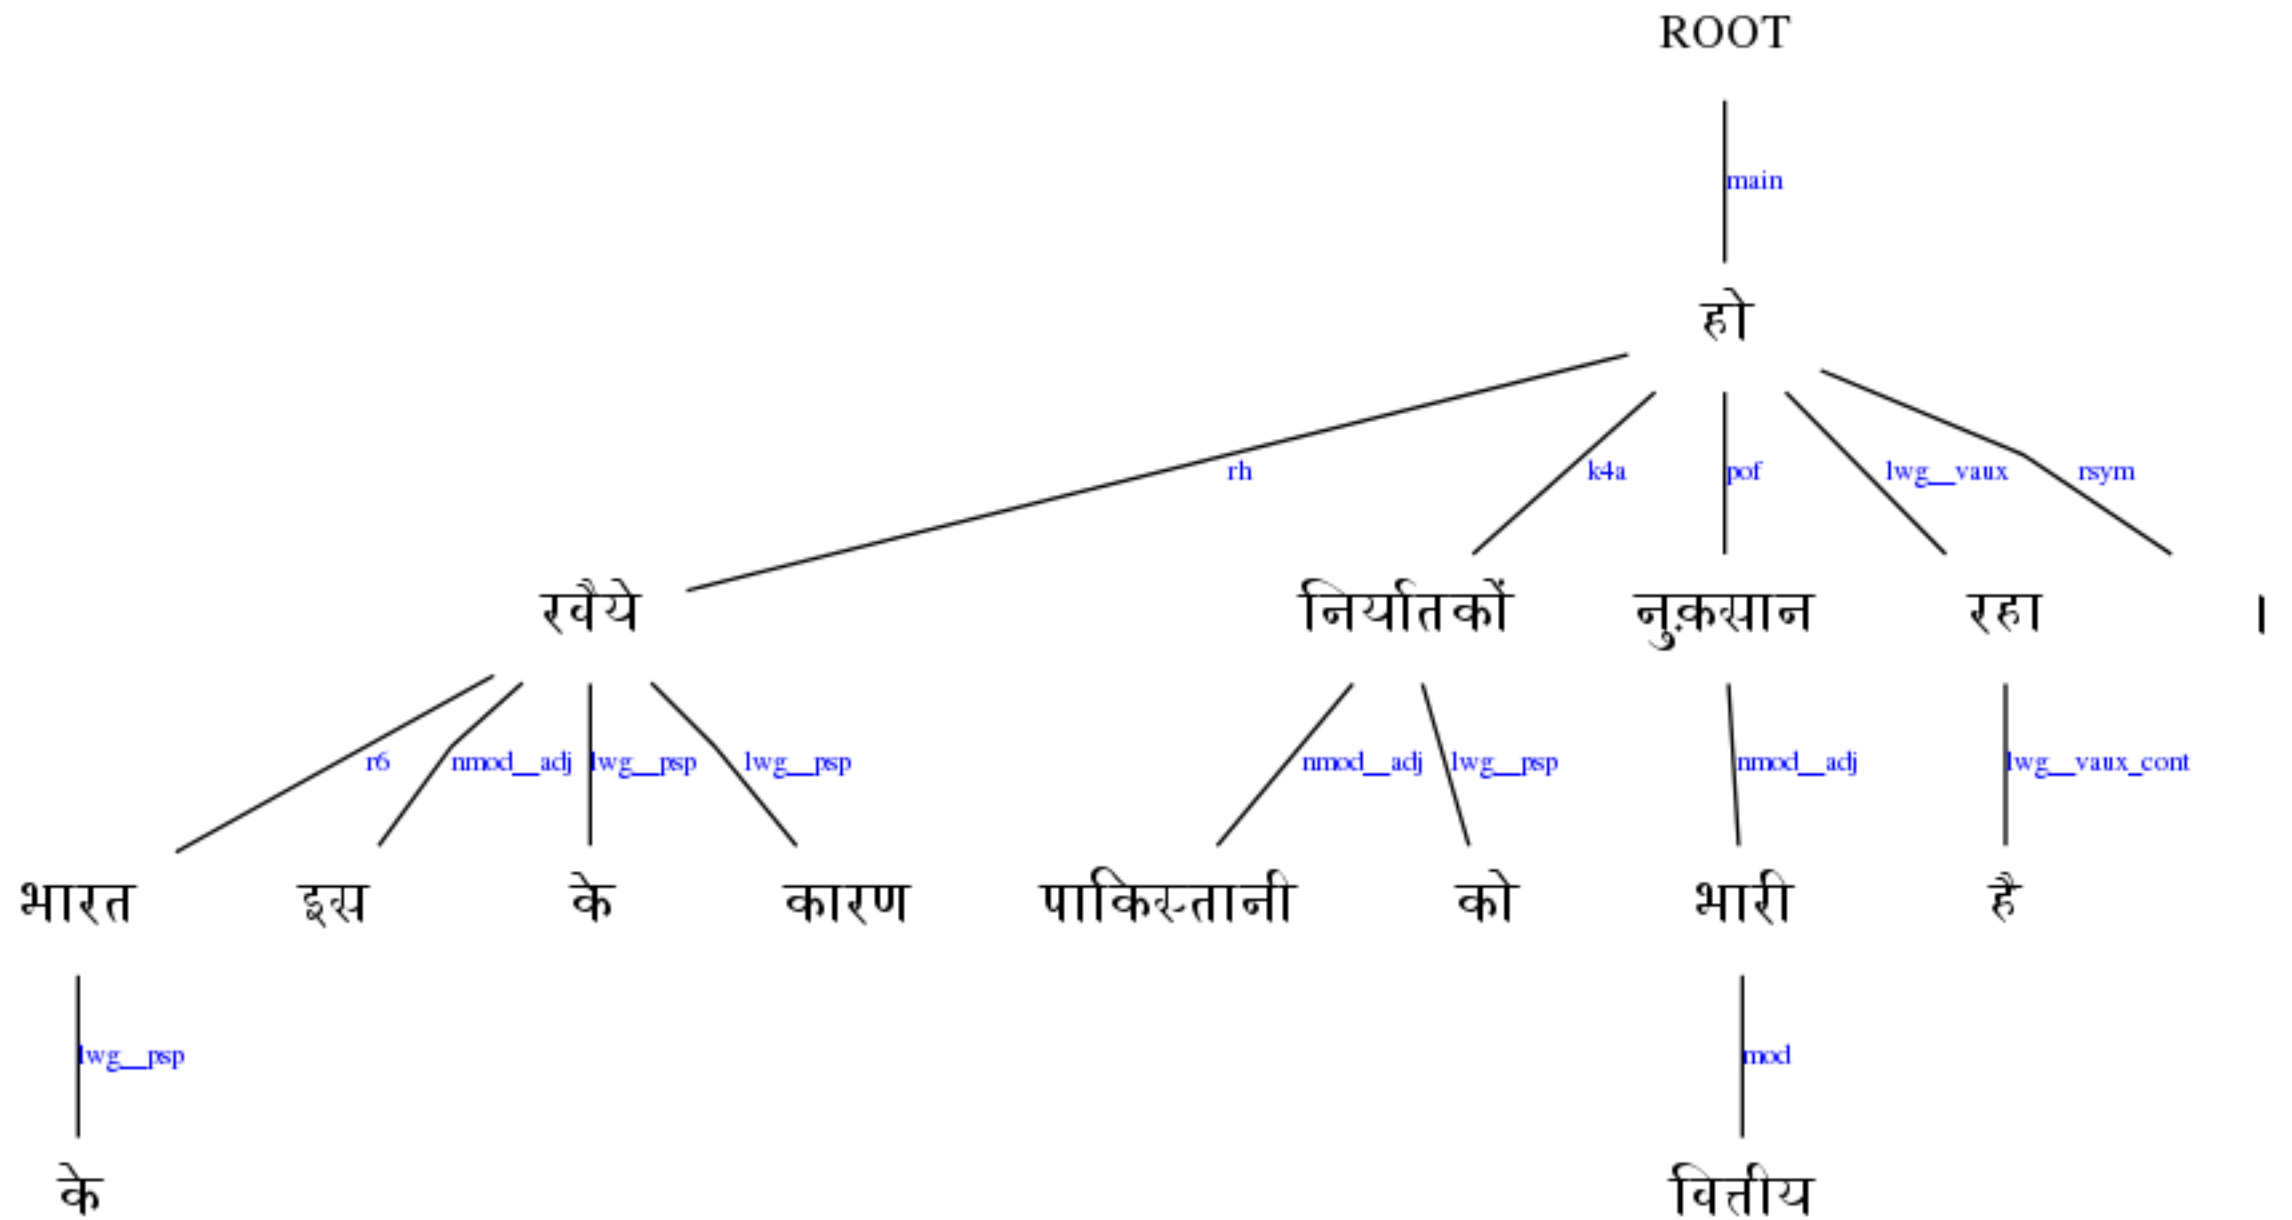 ROOT
main
हो
rh k4a pof lwg__vaux rsym
रवैये निर्यातकों नुक़सान रहा ।
r6 nmod__adj lwg__psp lwg__psp nmod__adj lwg__psp nmod__adj lwg__vaux_cont
भारत इस के कारण पाकिस्तानी को भारी है
lwg__psp mod
के वित्तीय